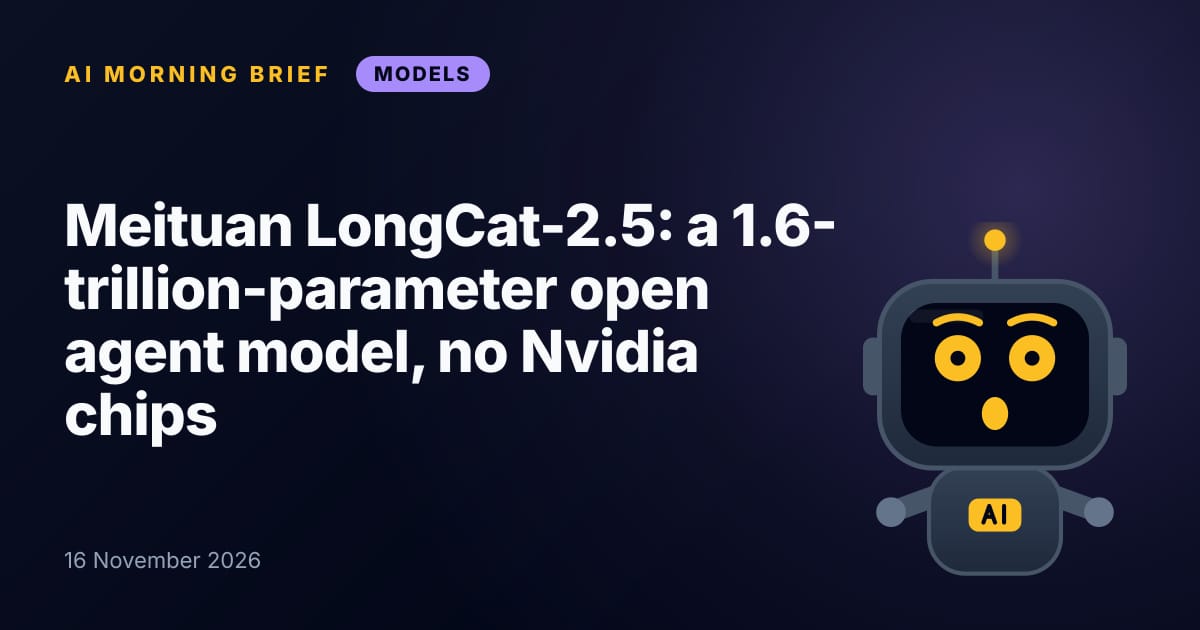 AI MORNING BRIEF
MODELS
Meituan LongCat-2.5: a 1.6-
trillion-parameter open
agent model, no Nvidia
chips
AI
16 November 2026